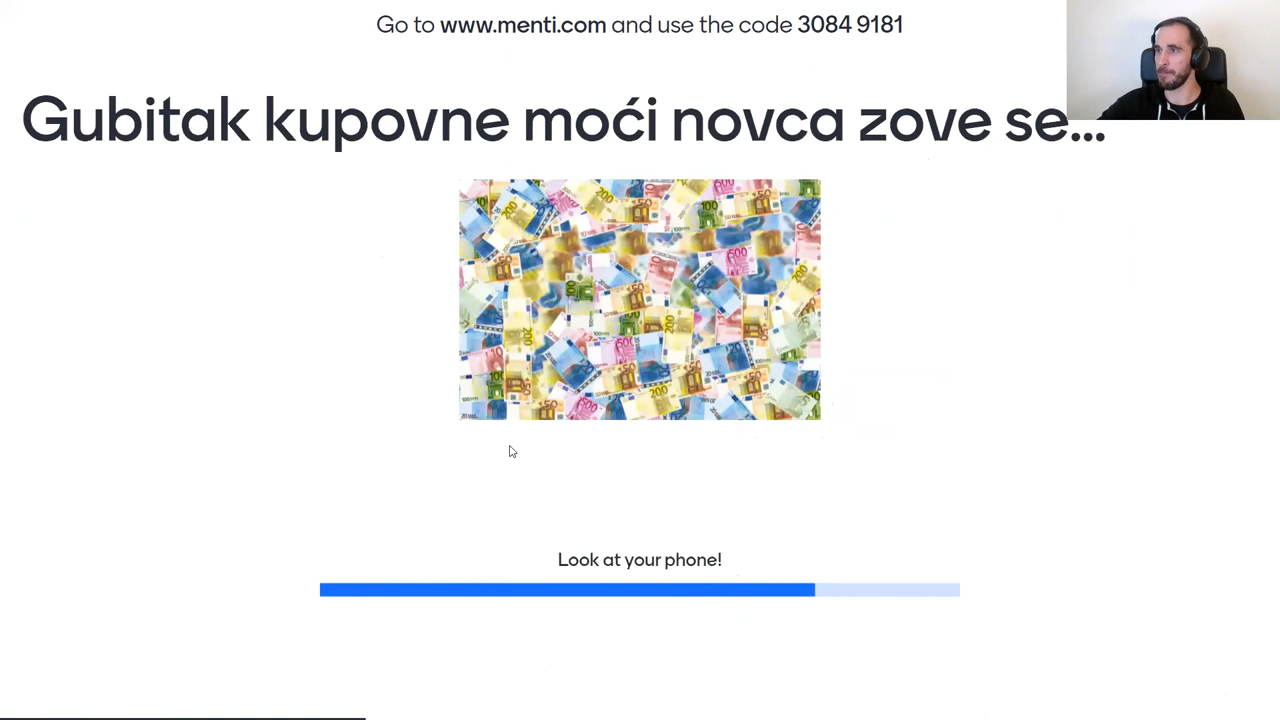 Go to www.menti.com and use the code 3084 9181
Gubitak kupovne moći novca zove se...
Look at your phone!